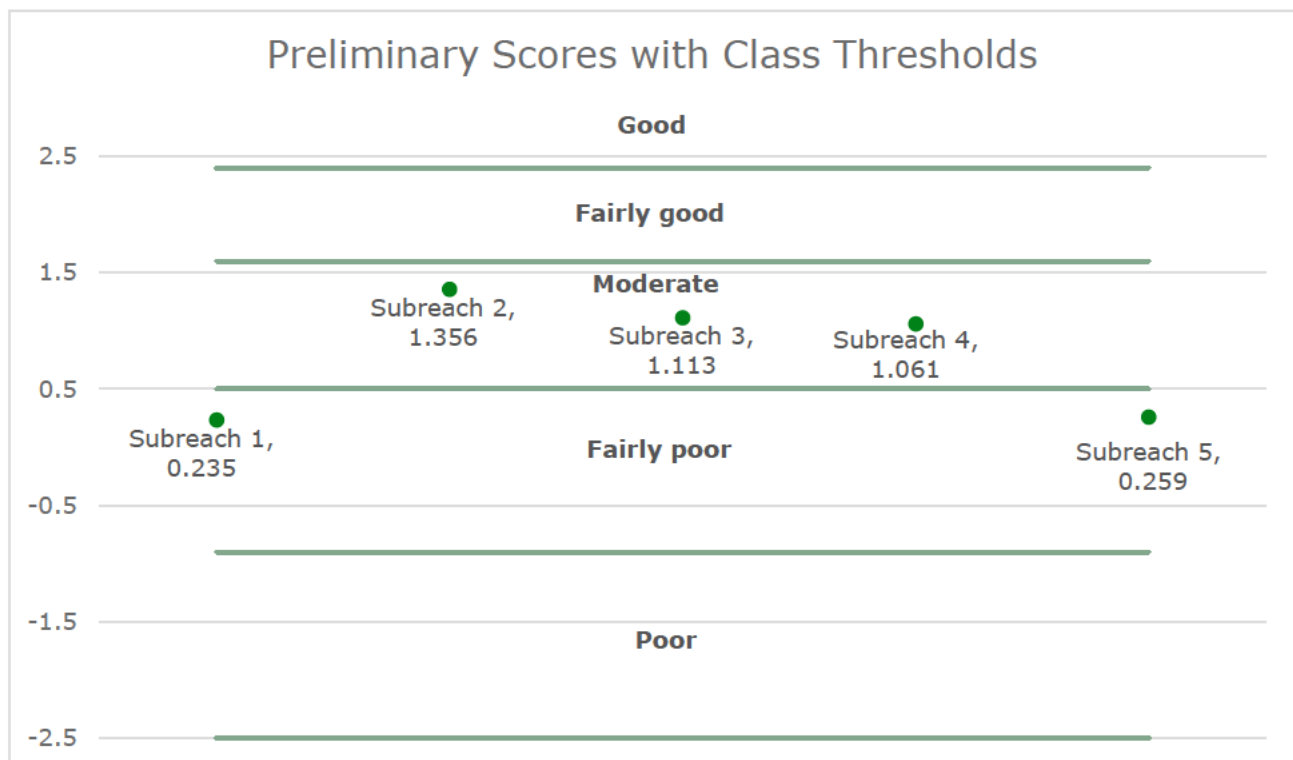 Preliminary Scores with Class Thresholds
Good
2.5
Fairly good
1.5
Moderate
Subreach 2,
1.356
Subreach 3,
1.113
Subreach 4,
1.061
0.5
Subreach 1,
0.235
Fairly poor
Subreach 5,
0.259
-0.5
-1.5
Poor
-2.5